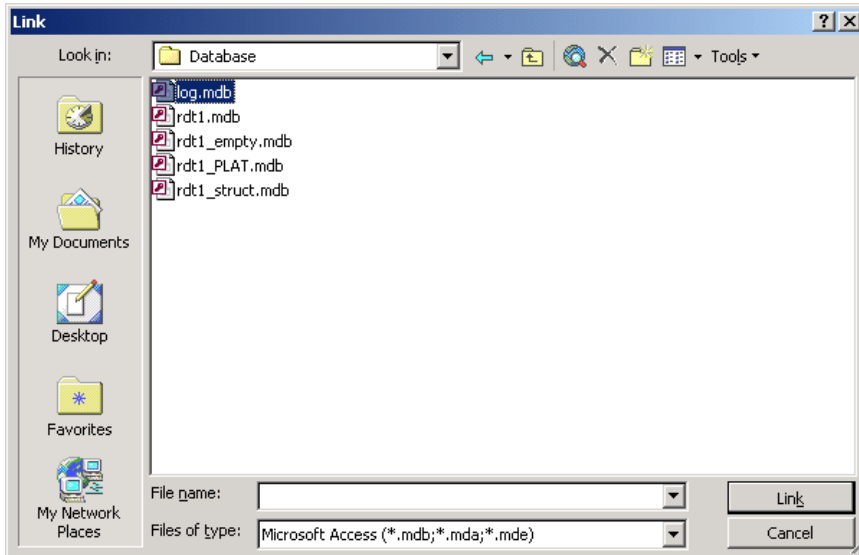 Link
Look in:
Database
Tools
log.mdb
rdt1.mdb
rdt1_empty.mdb
rdt1_PLAT.mdb
rdt1_struct.mdb
History
My Documents
Desktop
Favorites
My Network
Places
File name:
Link
Files of type:
Microsoft Access (*.mdb;*.mda;*.mde)
Cancel